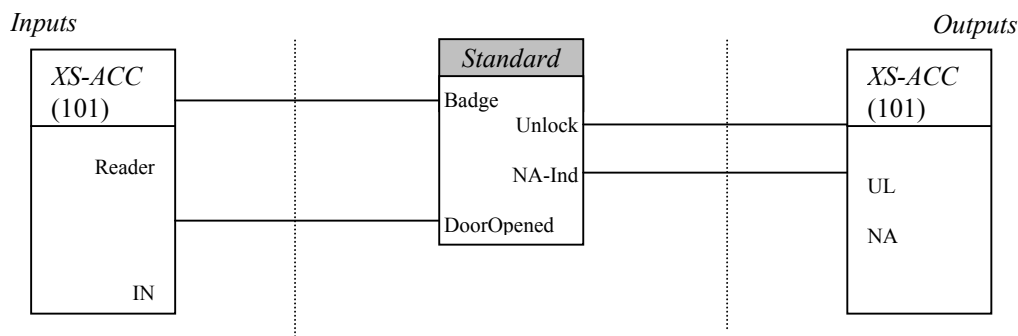 Inputs
Outputs
XS-ACC
(101)
Reader
IN
Standard
Badge
Unlock
NA-Ind
DoorOpened
XS-ACC
(101)
UL
NA